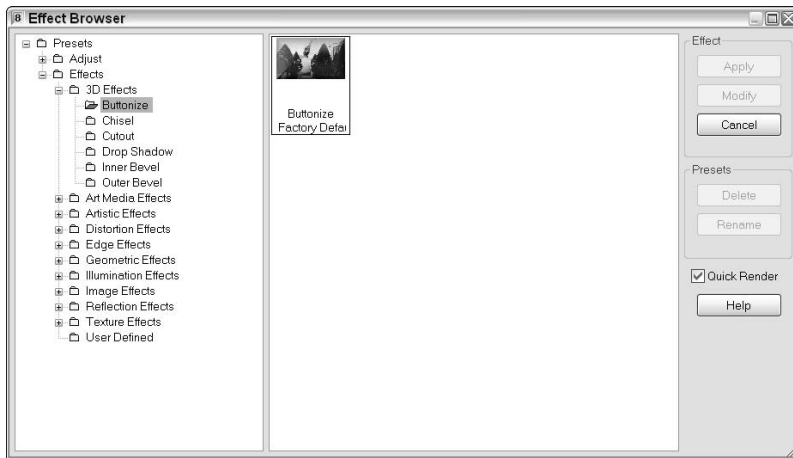 8 Effect Browser
Presets
Adjust
Effects
3D Effects
Buttonize
Chisel
Cutout
Drop Shadow
Inner Bevel
Outer Bevel
Art Media Effects
Artistic Effects
Distortion Effects
Edge Effects
Geometric Effects
Illumination Effects
Image Effects
Reflection Effects
Texture Effects
User Defined
Buttonize
Factory Defau
Effect
Apply
Modify
Cancel
Presets
Delete
Rename
Quick Render
Help